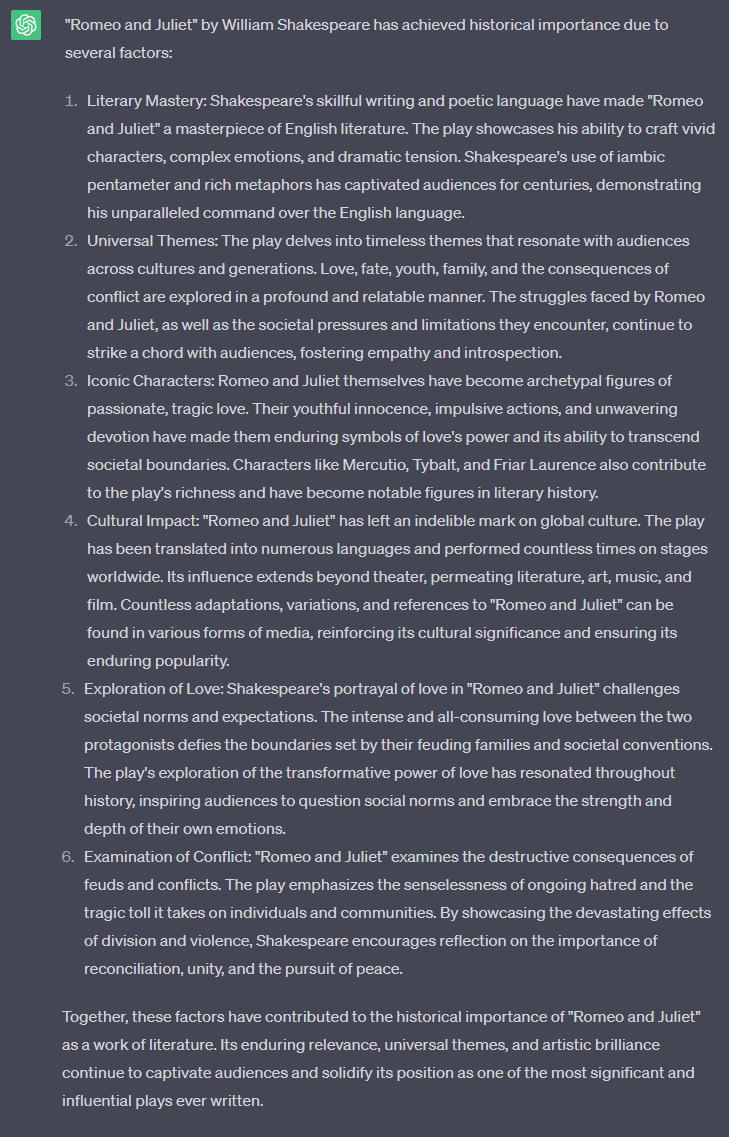 "Romeo and Juliet" by William Shakespeare has achieved historical importance due to
several factors:
1. Literary Mastery: Shakespeare's skillful writing and poetic language have made "Romeo
and Juliet" a masterpiece of English literature. The play showcases his ability to craft vivid
characters, complex emotions, and dramatic tension. Shakespeare's use of iambic
pentameter and rich metaphors has captivated audiences for centuries, demonstrating
his unparalleled command over the English language.
2. Universal Themes: The play delves into timeless themes that resonate with audiences
across cultures and generations. Love, fate, youth, family, and the consequences of
conflict are explored in a profound and relatable manner. The struggles faced by Romeo
and Juliet, as well as the societal pressures and limitations they encounter, continue to
strike a chord with audiences, fostering empathy and introspection.
3. Iconic Characters: Romeo and Juliet themselves have become archetypal figures of
passionate, tragic love. Their youthful innocence, impulsive actions, and unwavering
devotion have made them enduring symbols of love's power and its ability to transcend
societal boundaries. Characters like Mercutio, Tybalt, and Friar Laurence also contribute
to the play's richness and have become notable figures in literary history.
4. Cultural Impact: "Romeo and Juliet" has left an indelible mark on global culture. The play
has been translated into numerous languages and performed countless times on stages
worldwide. Its influence extends beyond theater, permeating literature, art, music, and
film. Countless adaptations, variations, and references to "Romeo and Juliet" can be
found in various forms of media, reinforcing its cultural significance and ensuring its
enduring popularity.
5. Exploration of Love: Shakespeare's portrayal of love in "Romeo and Juliet" challenges
societal norms and expectations. The intense and all-consuming love between the two
protagonists defies the boundaries set by their feuding families and societal conventions.
The play's exploration of the transformative power of love has resonated throughout
history, inspiring audiences to question social norms and embrace the strength and
depth of their own emotions.
6. Examination of Conflict: "Romeo and Juliet" examines the destructive consequences of
feuds and conflicts. The play emphasizes the senselessness of ongoing hatred and the
tragic toll it takes on individuals and communities. By showcasing the devastating effects
of division and violence, Shakespeare encourages reflection on the importance of
reconciliation, unity, and the pursuit of peace.
Together, these factors have contributed to the historical importance of "Romeo and Juliet"
as a work of literature. Its enduring relevance, universal themes, and artistic brilliance
continue to captivate audiences and solidify its position as one of the most significant and
influential plays ever written.